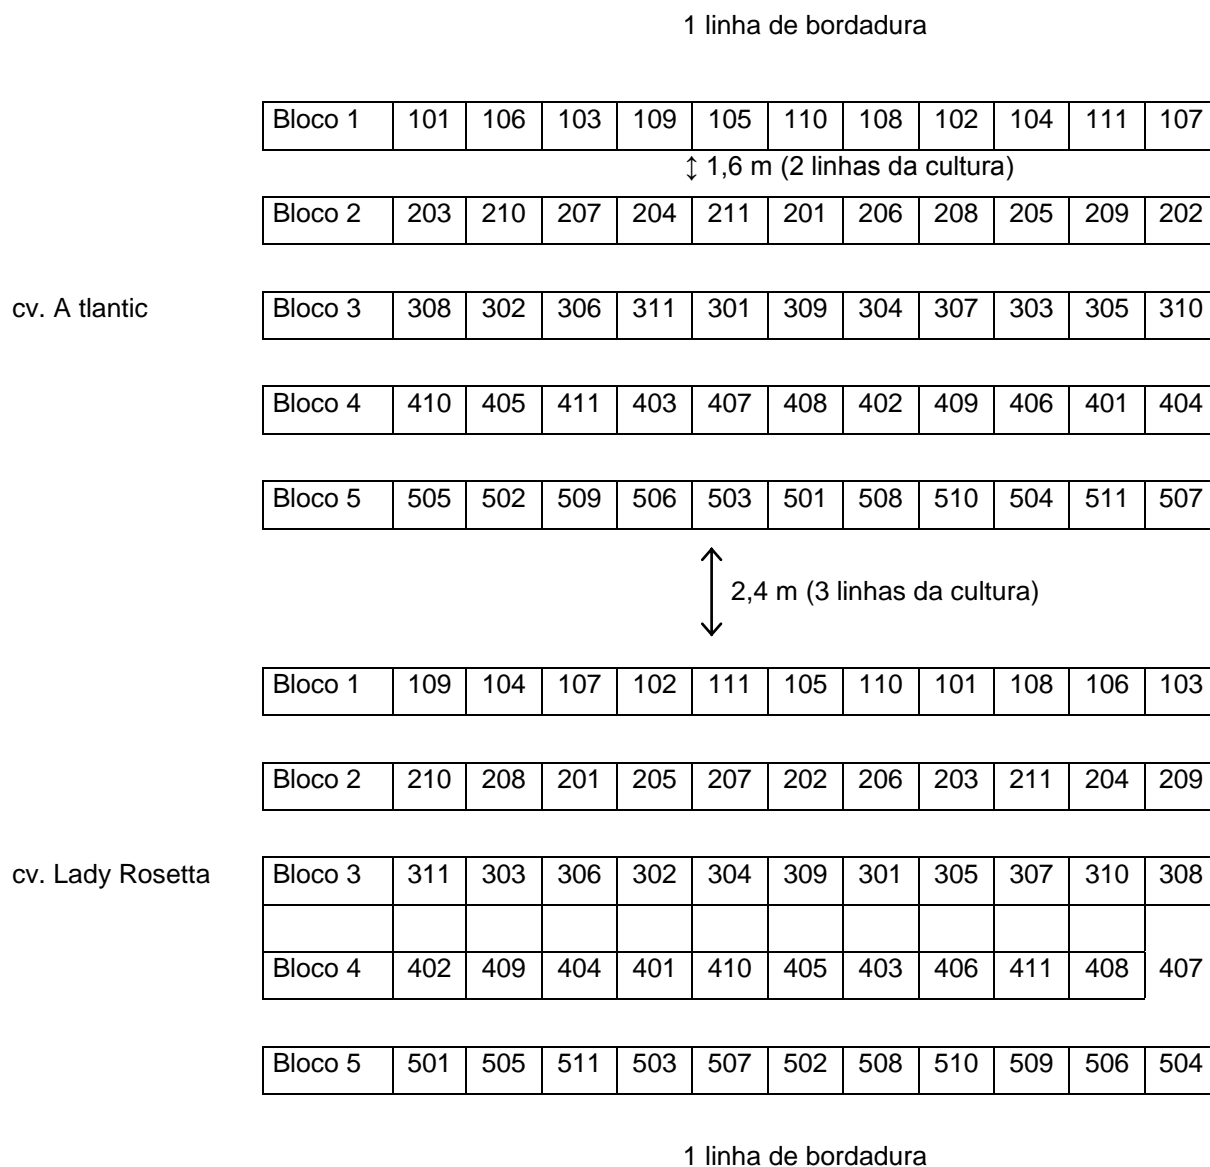 1 linha de bordadura
Bloco 1 101 106 103 109 105 110 108 102 104 111 107
↕ 1,6 m (2 linhas da cultura)
Bloco 2 203 210 207 204 211 201 206 208 205 209 202
cv. A tlantic Bloco 3 308 302 306 311 301 309 304 307 303 305 310
Bloco 4 410 405 411 403 407 408 402 409 406 401 404
Bloco 5 505 502 509 506 503 501 508 510 504 511 507
2,4 m (3 linhas da cultura)
Bloco 1 109 104 107 102 111 105 110 101 108 106 103
Bloco 2 210 208 201 205 207 202 206 203 211 204 209
cv. Lady Rosetta Bloco 3 311 303 306 302 304 309 301 305 307 310 308
Bloco 4 402 409 404 401 410 405 403 406 411 408 407
Bloco 5 501 505 511 503 507 502 508 510 509 506 504
1 linha de bordadura